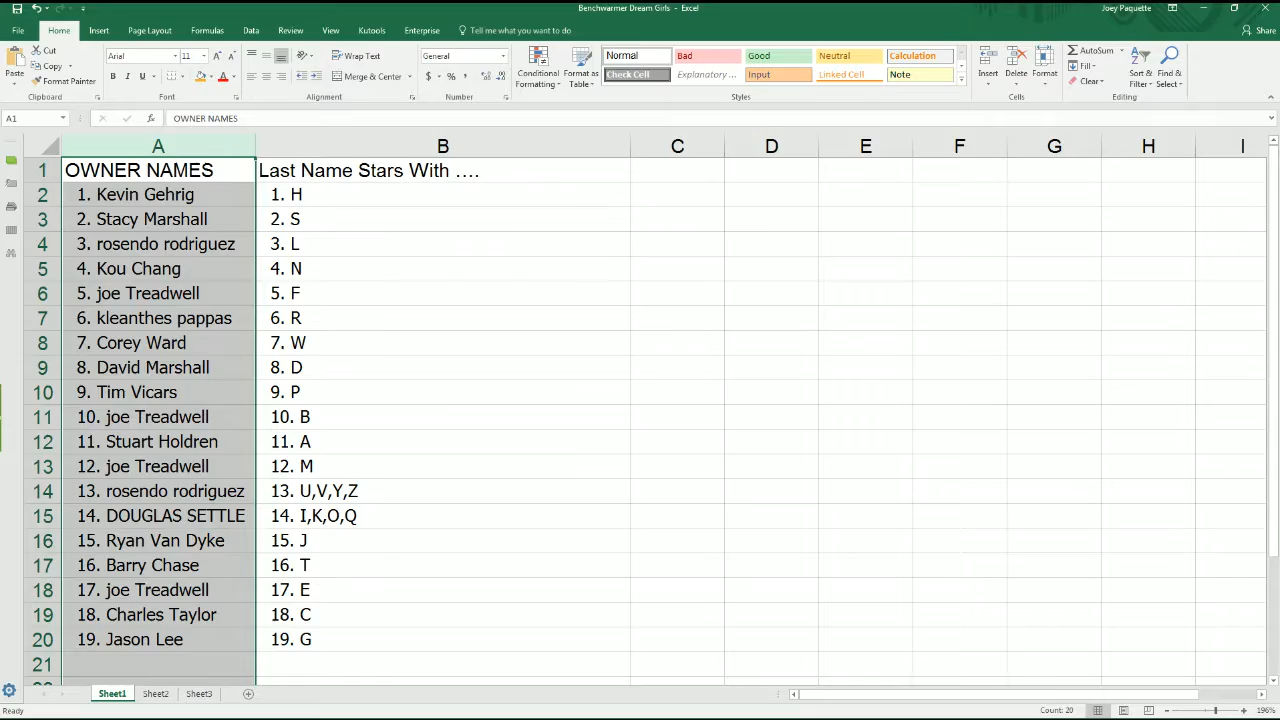 Benchwarmer Dream Girls - Excel
Joey Paquette
File Home Insert Page Layout Formulas Data Review View Kutools Enterprise Tell me what you want to do Share
Cut
Copy
Format Painter
Paste
Clipboard
Arial 11
B I U
Font
Wrap Text
Merge & Center
Alignment
General
$ % ,
Number
Conditional Formatting
Format as Table
Normal Bad Good Neutral Calculation
Check Cell Explanatory ... Input Linked Cell Note
Styles
Insert Delete Format
Cells
AutoSum
Fill
Clear
Sort & Filter
Find & Select
Editing
A1 fx OWNER NAMES
A B C D E F G H I
1 OWNER NAMES Last Name Stars With ....
2 1. Kevin Gehrig 1. H
3 2. Stacy Marshall 2. S
4 3. rosendo rodriguez 3. L
5 4. Kou Chang 4. N
6 5. joe Treadwell 5. F
7 6. kleanthes pappas 6. R
8 7. Corey Ward 7. W
9 8. David Marshall 8. D
10 9. Tim Vicars 9. P
11 10. joe Treadwell 10. B
12 11. Stuart Holdren 11. A
13 12. joe Treadwell 12. M
14 13. rosendo rodriguez 13. U,V,Y,Z
15 14. DOUGLAS SETTLE 14. I,K,O,Q
16 15. Ryan Van Dyke 15. J
17 16. Barry Chase 16. T
18 17. joe Treadwell 17. E
19 18. Charles Taylor 18. C
20 19. Jason Lee 19. G
21
Sheet1 Sheet2 Sheet3
Ready Count: 20 196%